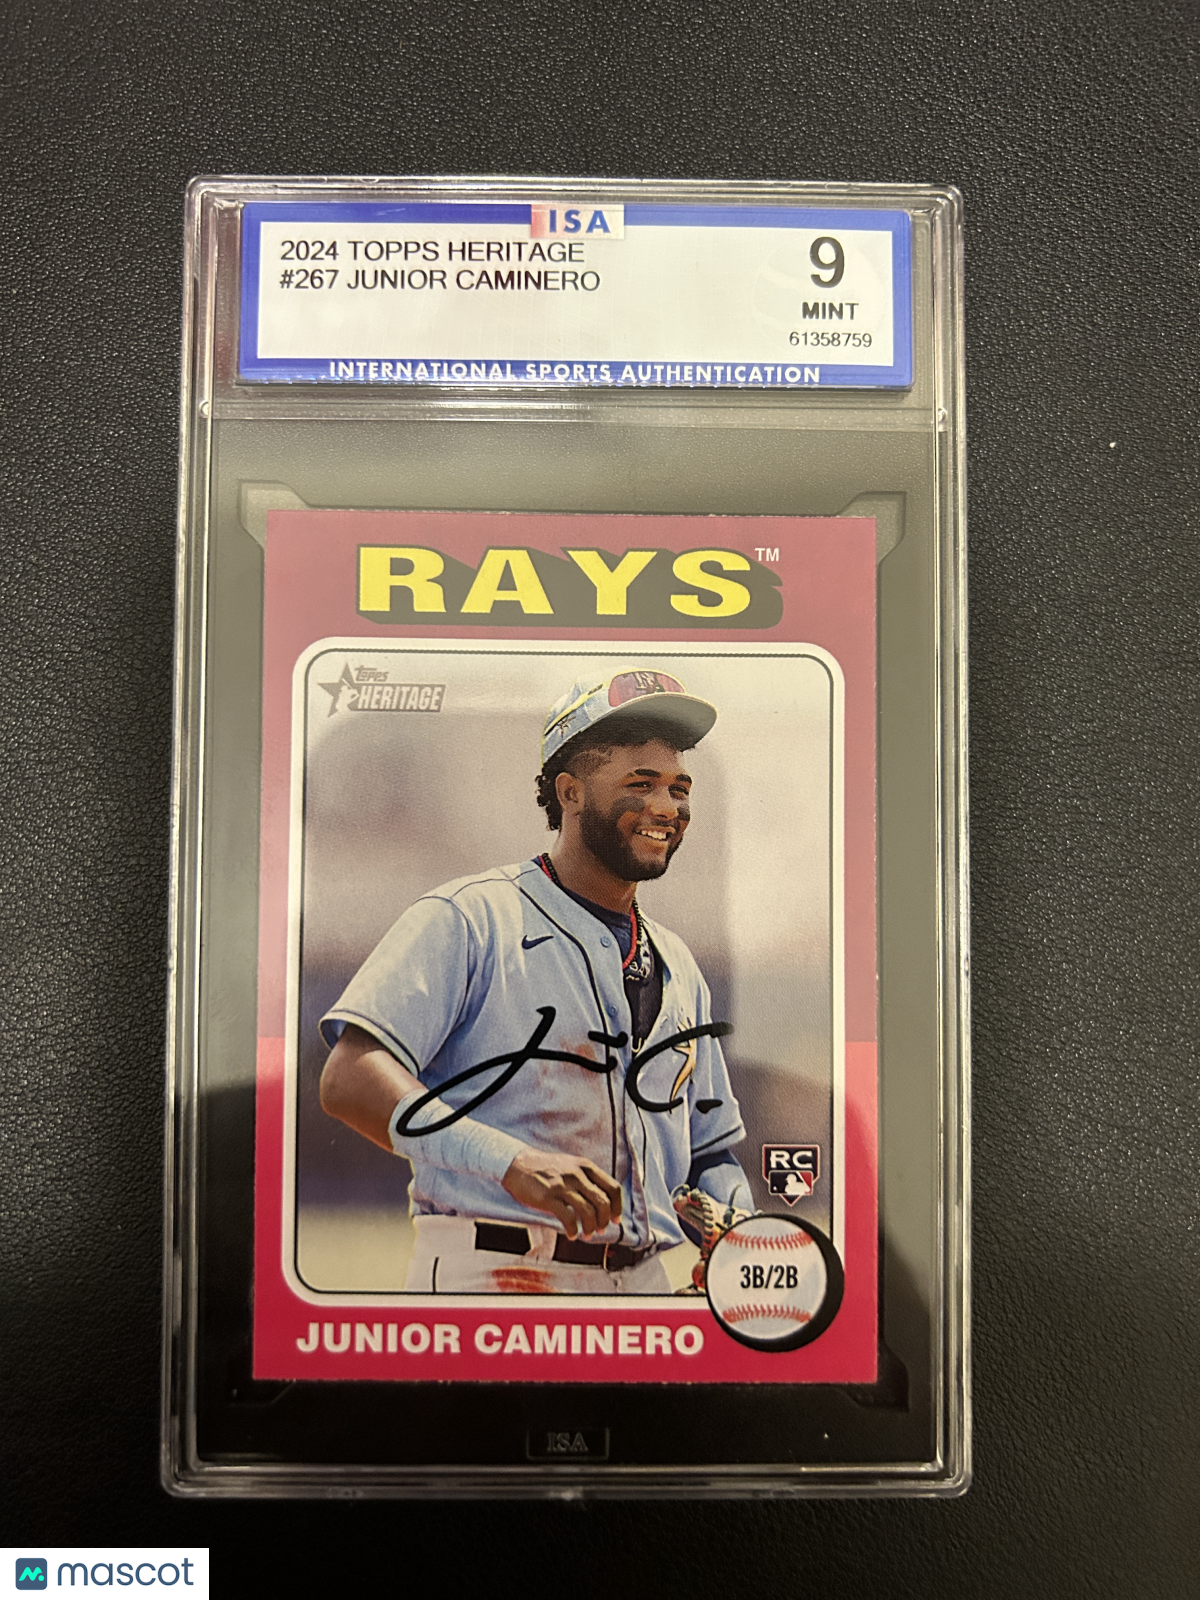 ISA
2024 TOPPS HERITAGE
#267 JUNIOR CAMINERO
9
MINT
61358759
INTERNATIONAL SPORTS AUTHENTICATION
RAYS™
topps
HERITAGE
J C.
RC
3B/2B
JUNIOR CAMINERO
ISA
mascot